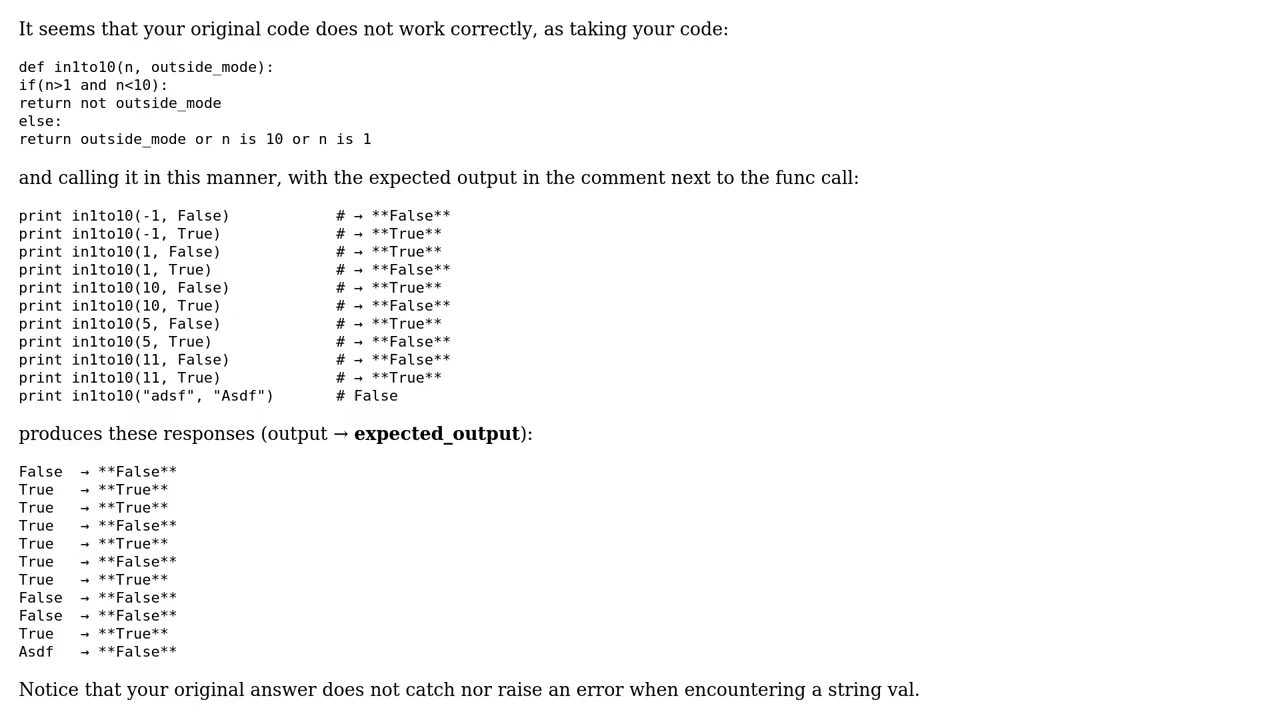 It seems that your original code does not work correctly, as taking your code:
def in1to10(n, outside_mode):
if(n>1 and n<10):
return not outside_mode
else:
return outside_mode or n is 10 or n is 1
and calling it in this manner, with the expected output in the comment next to the func call:
print in1to10(-1, False)            # → **False**
print in1to10(-1, True)             # → **True**
print in1to10(1, False)             # → **True**
print in1to10(1, True)              # → **False**
print in1to10(10, False)            # → **True**
print in1to10(10, True)             # → **False**
print in1to10(5, False)             # → **True**
print in1to10(5, True)              # → **False**
print in1to10(11, False)            # → **False**
print in1to10(11, True)             # → **True**
print in1to10("adsf", "Asdf")       # False
produces these responses (output → expected_output):
False  → **False**
True   → **True**
True   → **True**
True   → **False**
True   → **True**
True   → **False**
True   → **True**
False  → **False**
False  → **False**
True   → **True**
Asdf   → **False**
Notice that your original answer does not catch nor raise an error when encountering a string val.